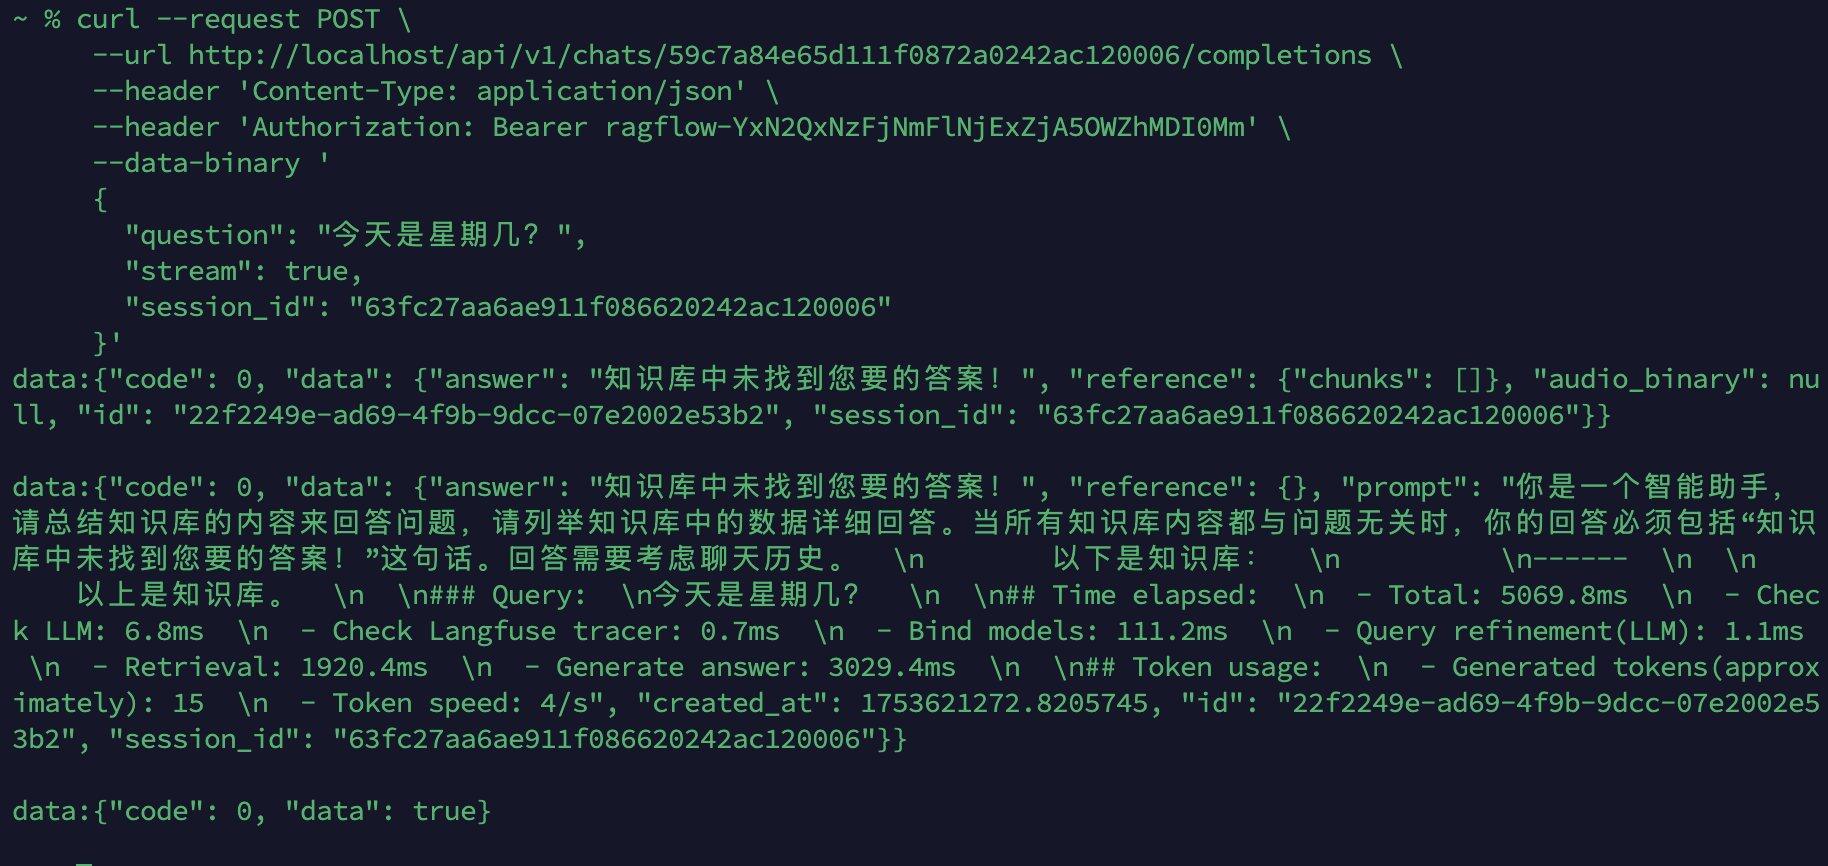 ~ % curl --request POST \
     --url http://localhost/api/v1/chats/59c7a84e65d111f0872a0242ac120006/completions \
     --header 'Content-Type: application/json' \
     --header 'Authorization: Bearer ragflow-YxN2QxNzFjNmFlNjExZjA5OWZhMDI0Mm' \
     --data-binary '
     {
       "question": "今天是星期几？",
       "stream": true,
       "session_id": "63fc27aa6ae911f086620242ac120006"
     }'
data:{"code": 0, "data": {"answer": "知识库中未找到您要的答案！", "reference": {"chunks": []}, "audio_binary": nu
ll, "id": "22f2249e-ad69-4f9b-9dcc-07e2002e53b2", "session_id": "63fc27aa6ae911f086620242ac120006"}}

data:{"code": 0, "data": {"answer": "知识库中未找到您要的答案！", "reference": {}, "prompt": "你是一个智能助手，
请总结知识库的内容来回答问题，请列举知识库中的数据详细回答。当所有知识库内容都与问题无关时，你的回答必须包括“知识
库中未找到您要的答案！”这句话。回答需要考虑聊天历史。  \n        以下是知识库：  \n        \n------  \n  \n
    以上是知识库。  \n  \n### Query:  \n今天是星期几？  \n  \n## Time elapsed:  \n  - Total: 5069.8ms  \n  - Chec
k LLM: 6.8ms  \n  - Check Langfuse tracer: 0.7ms  \n  - Bind models: 111.2ms  \n  - Query refinement(LLM): 1.1ms
 \n  - Retrieval: 1920.4ms  \n  - Generate answer: 3029.4ms  \n  \n## Token usage:  \n  - Generated tokens(approx
imately): 15  \n  - Token speed: 4/s", "created_at": 1753621272.8205745, "id": "22f2249e-ad69-4f9b-9dcc-07e2002e5
3b2", "session_id": "63fc27aa6ae911f086620242ac120006"}}

data:{"code": 0, "data": true}